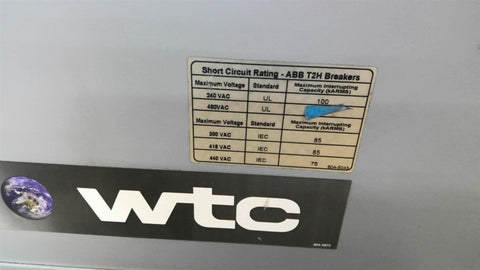 Short Circuit Rating - ABB T2H Breakers
Maximum Voltage Standard Maximum Interrupting Capacity (kARMS)
240 VAC UL 100
480VAC UL
Maximum Voltage Standard Maximum Interrupting Capacity (kARMS)
380 VAC IEC 85
415 VAC IEC 85
440 VAC IEC 75
wtc